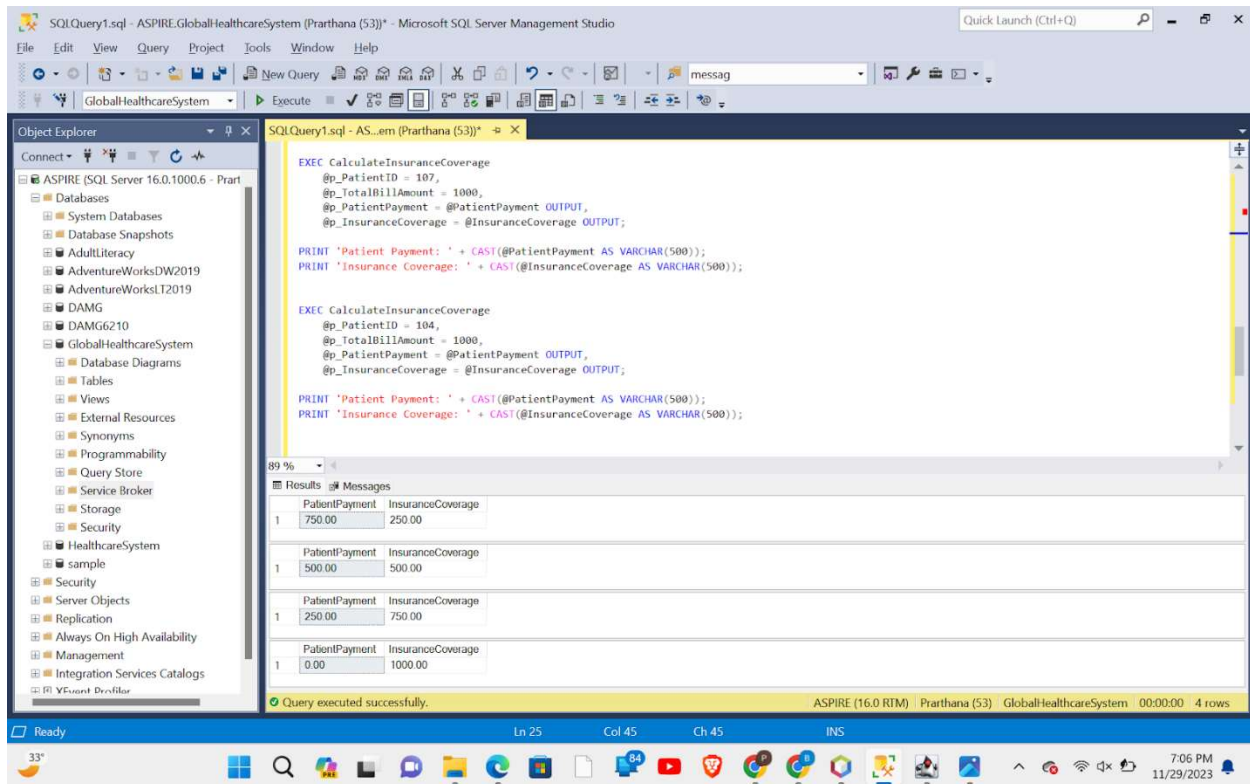 SQLQuery1.sql - ASPIRE.GlobalHealthcareSystem (Prarthana (53))* - Microsoft SQL Server Management Studio
Quick Launch (Ctrl+Q)
File Edit View Query Project Tools Window Help
New Query
messag
GlobalHealthcareSystem
Execute
Object Explorer
Connect
ASPIRE (SQL Server 16.0.1000.6 - Prart
Databases
System Databases
Database Snapshots
AdultLiteracy
AdventureWorksDW2019
AdventureWorksLT2019
DAMG
DAMG6210
GlobalHealthcareSystem
Database Diagrams
Tables
Views
External Resources
Synonyms
Programmability
Query Store
Service Broker
Storage
Security
HealthcareSystem
sample
Security
Server Objects
Replication
Always On High Availability
Management
Integration Services Catalogs
XEvent Profiler
SQLQuery1.sql - AS...em (Prarthana (53))*
EXEC CalculateInsuranceCoverage
@p_PatientID = 107,
@p_TotalBillAmount = 1000,
@p_PatientPayment = @PatientPayment OUTPUT,
@p_InsuranceCoverage = @InsuranceCoverage OUTPUT;
PRINT 'Patient Payment: ' + CAST(@PatientPayment AS VARCHAR(500));
PRINT 'Insurance Coverage: ' + CAST(@InsuranceCoverage AS VARCHAR(500));
EXEC CalculateInsuranceCoverage
@p_PatientID = 104,
@p_TotalBillAmount = 1000,
@p_PatientPayment = @PatientPayment OUTPUT,
@p_InsuranceCoverage = @InsuranceCoverage OUTPUT;
PRINT 'Patient Payment: ' + CAST(@PatientPayment AS VARCHAR(500));
PRINT 'Insurance Coverage: ' + CAST(@InsuranceCoverage AS VARCHAR(500));
89 %
Results Messages
PatientPayment InsuranceCoverage
1 750.00 250.00
PatientPayment InsuranceCoverage
1 500.00 500.00
PatientPayment InsuranceCoverage
1 250.00 750.00
PatientPayment InsuranceCoverage
1 0.00 1000.00
Query executed successfully.
ASPIRE (16.0 RTM) Prarthana (53) GlobalHealthcareSystem 00:00:00 4 rows
Ready Ln 25 Col 45 Ch 45 INS
33°
84
7:06 PM
11/29/2023